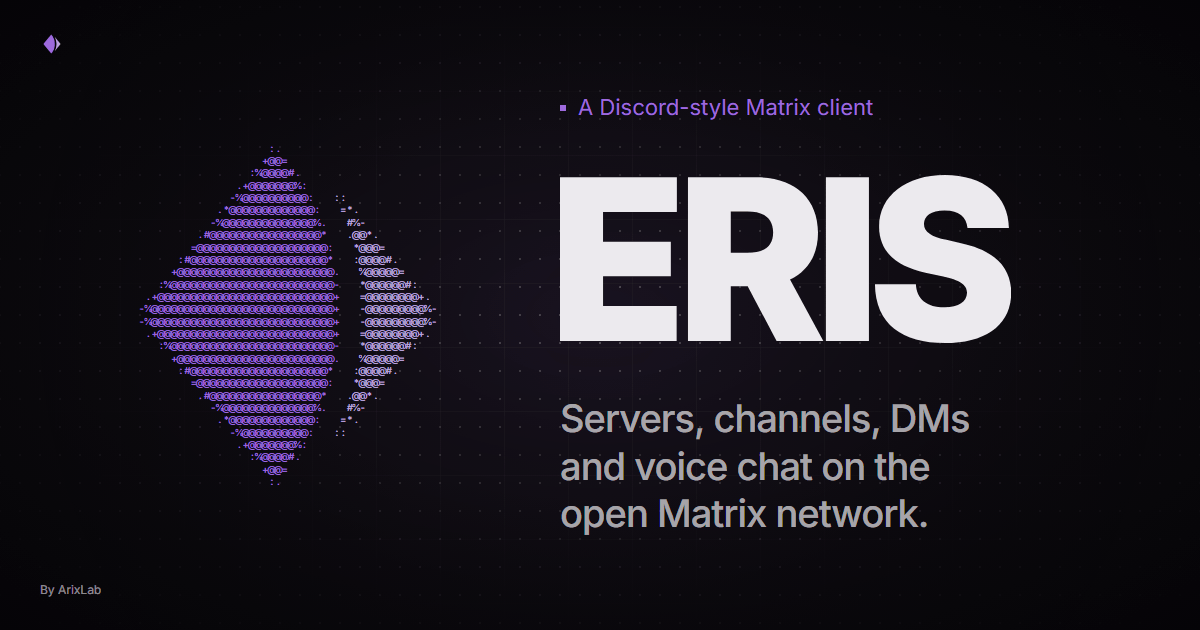 A Discord-style Matrix client
ERIS
Servers, channels, DMs
and voice chat on the
open Matrix network.
By ArixLab